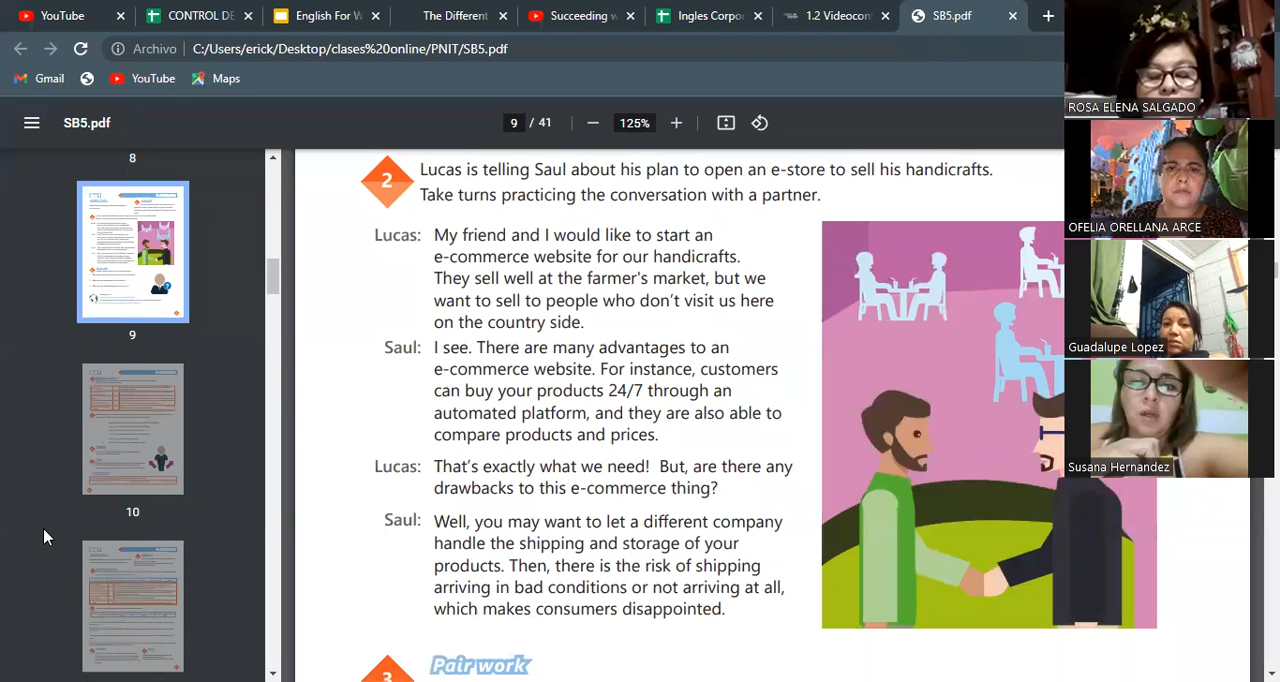 YouTube
CONTROL DE
English For W
The Different
Succeeding w
Ingles Corpo
1.2 Videocon
SB5.pdf
Archivo
C:/Users/erick/Desktop/clases%20online/PNIT/SB5.pdf
Gmail
YouTube
Maps
SB5.pdf
9 / 41
125%
8
9
10
2
Lucas is telling Saul about his plan to open an e-store to sell his handicrafts.
Take turns practicing the conversation with a partner.
Lucas: My friend and I would like to start an
e-commerce website for our handicrafts.
They sell well at the farmer's market, but we
want to sell to people who don't visit us here
on the country side.
Saul: I see. There are many advantages to an
e-commerce website. For instance, customers
can buy your products 24/7 through an
automated platform, and they are also able to
compare products and prices.
Lucas: That's exactly what we need! But, are there any
drawbacks to this e-commerce thing?
Saul: Well, you may want to let a different company
handle the shipping and storage of your
products. Then, there is the risk of shipping
arriving in bad conditions or not arriving at all,
which makes consumers disappointed.
3
Pair work
ROSA ELENA SALGADO
OFELIA ORELLANA ARCE
Guadalupe Lopez
Susana Hernandez